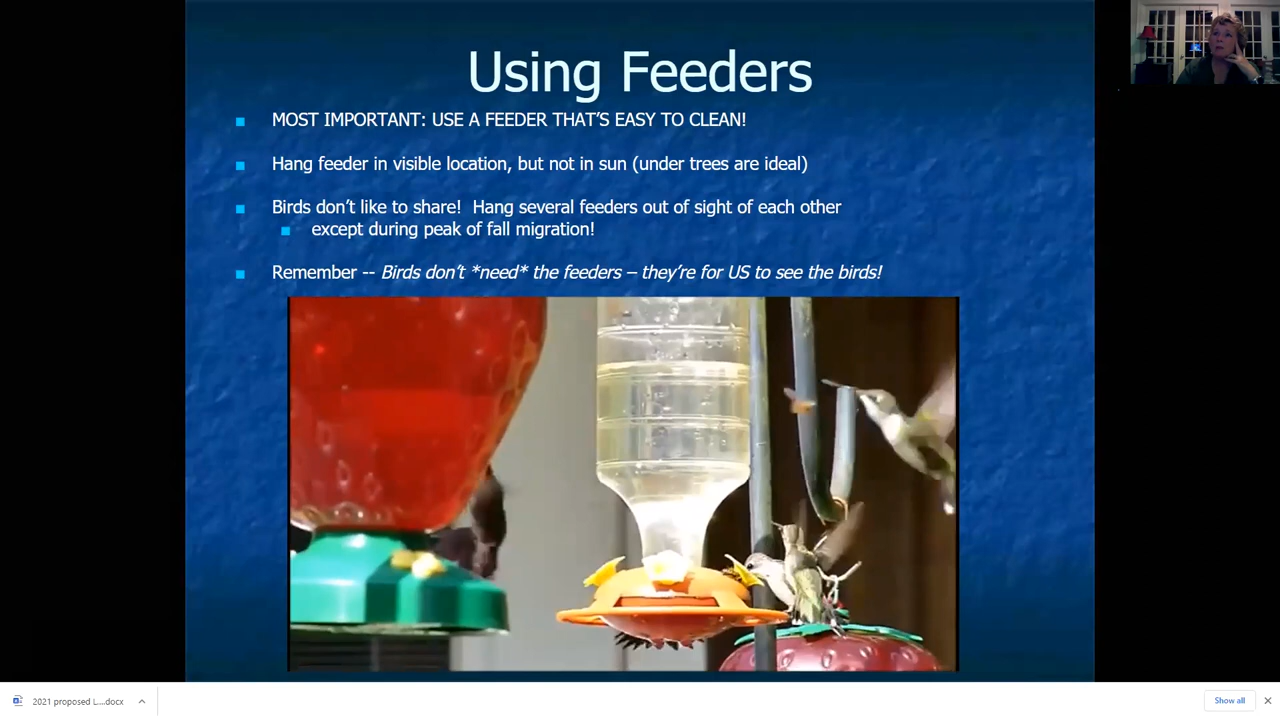 Using Feeders
MOST IMPORTANT: USE A FEEDER THAT'S EASY TO CLEAN!
Hang feeder in visible location, but not in sun (under trees are ideal)
Birds don't like to share!  Hang several feeders out of sight of each other
except during peak of fall migration!
Remember -- Birds don't *need* the feeders – they're for US to see the birds!
2021 proposed L....docx
Show all